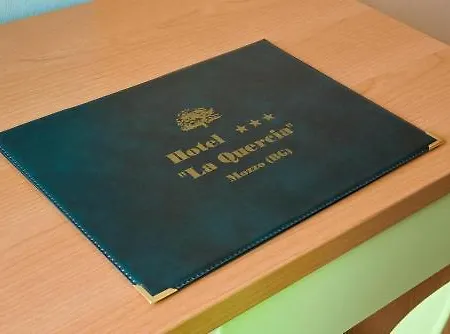 Hotel ★★★
"La Quercia"
Mozzo (BG)